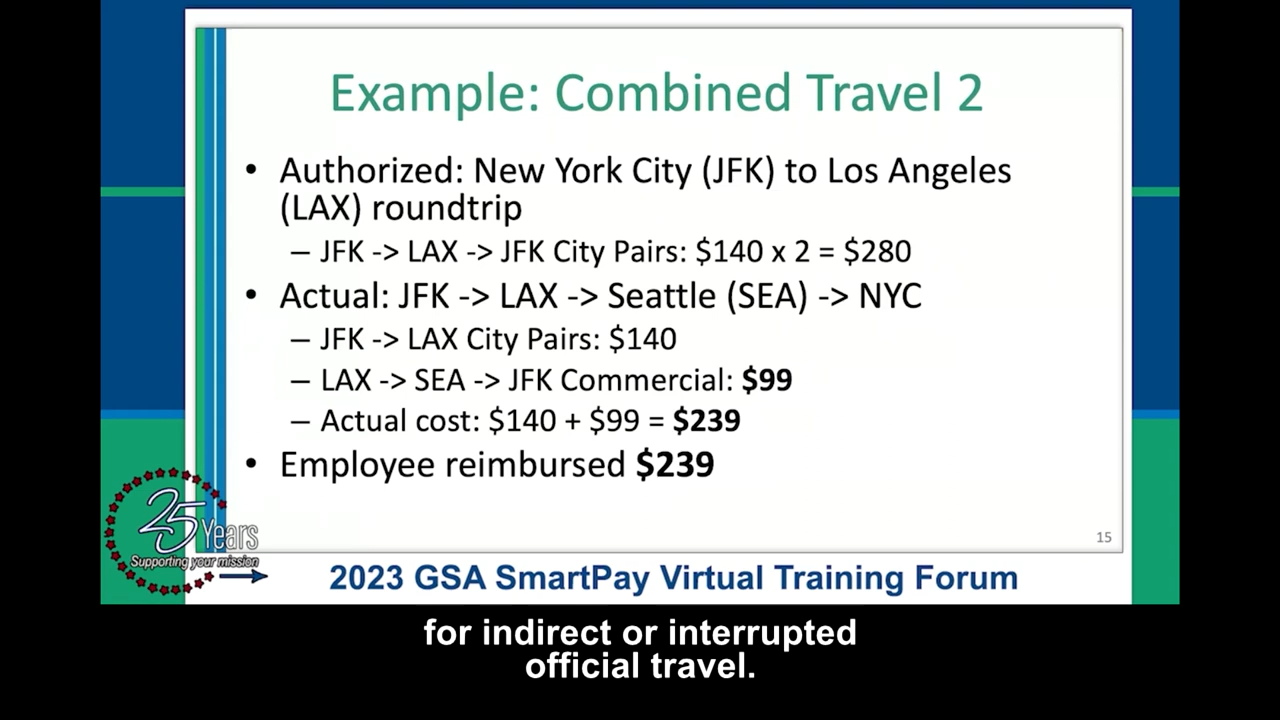 Example: Combined Travel 2
• Authorized: New York City (JFK) to Los Angeles
(LAX) roundtrip
– JFK -> LAX -> JFK City Pairs: $140 x 2 = $280
• Actual: JFK -> LAX -> Seattle (SEA) -> NYC
– JFK -> LAX City Pairs: $140
– LAX -> SEA -> JFK Commercial: $99
– Actual cost: $140 + $99 = $239
• Employee reimbursed $239
15
25 Years
Supporting your mission
2023 GSA SmartPay Virtual Training Forum
for indirect or interrupted
official travel.